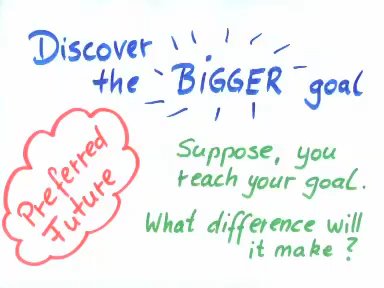 Discover
the BiGGER goal
Preferred
Future
Suppose, you
reach your goal.
What difference will
it make?